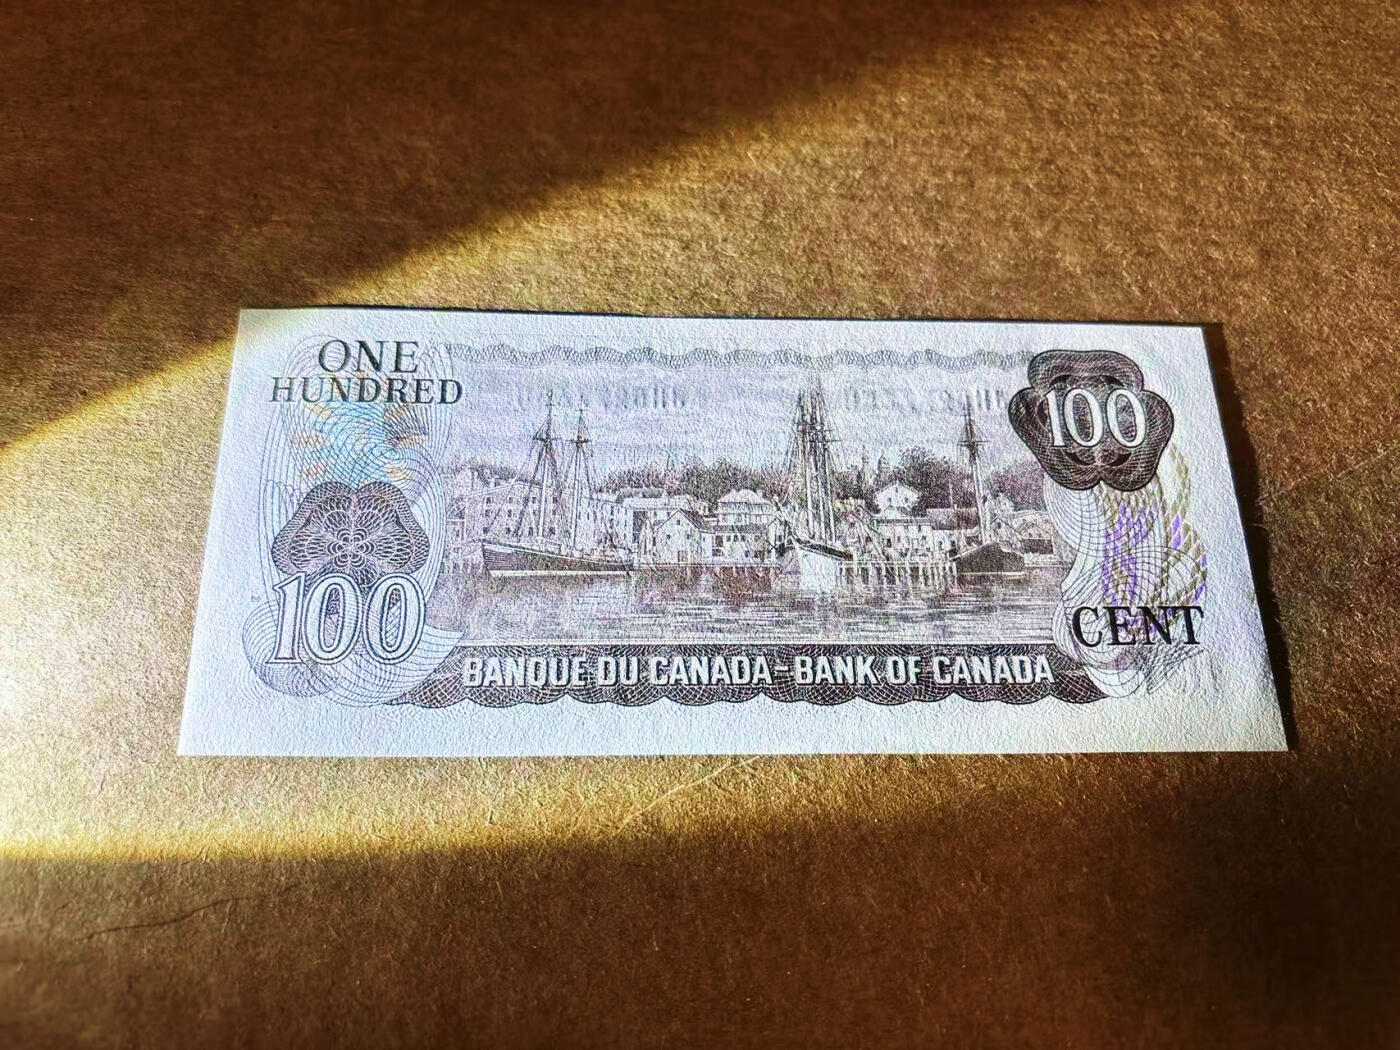 ONE
HUNDRED
100
100
CENT
BANQUE DU CANADA-BANK OF CANADA